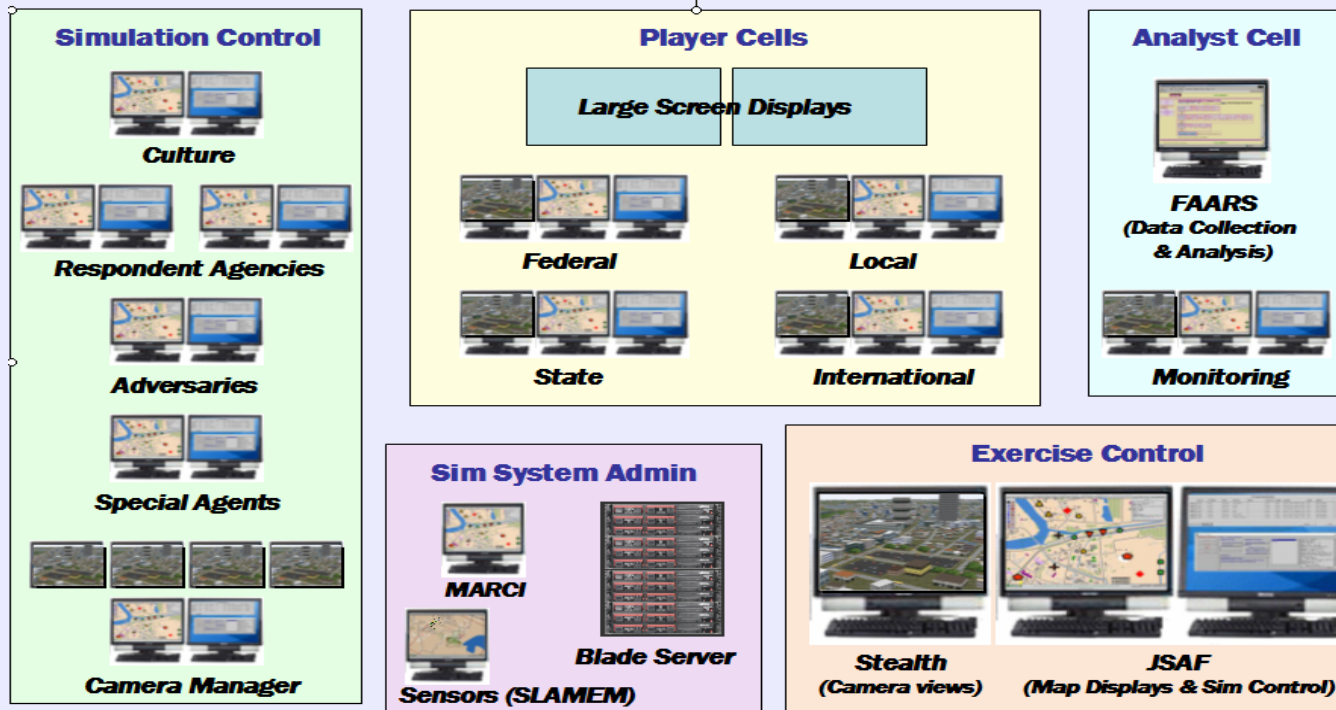 Simulation Control
Culture
Respondent Agencies
Adversaries
Special Agents
Camera Manager
Player Cells
Large Screen Displays
Federal
Local
State
International
Analyst Cell
FAARS
(Data Collection
& Analysis)
Monitoring
Sim System Admin
MARCI
Blade Server
Sensors (SLAMEM)
Exercise Control
Stealth
(Camera views)
JSAF
(Map Displays & Sim Control)